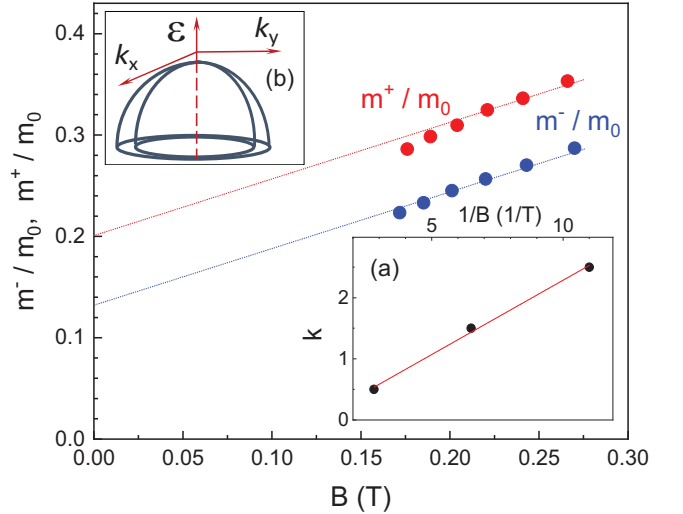 0.4
0.3
0.2
0.1
0.0
m⁻ / m₀, m⁺ / m₀
0.00
0.05
0.10
0.15
0.20
0.25
0.30
B (T)
ε
kₓ
k_y
(b)
m⁺ / m₀
m⁻ / m₀
1/B (1/T)
5
10
(a)
k
2
1
0